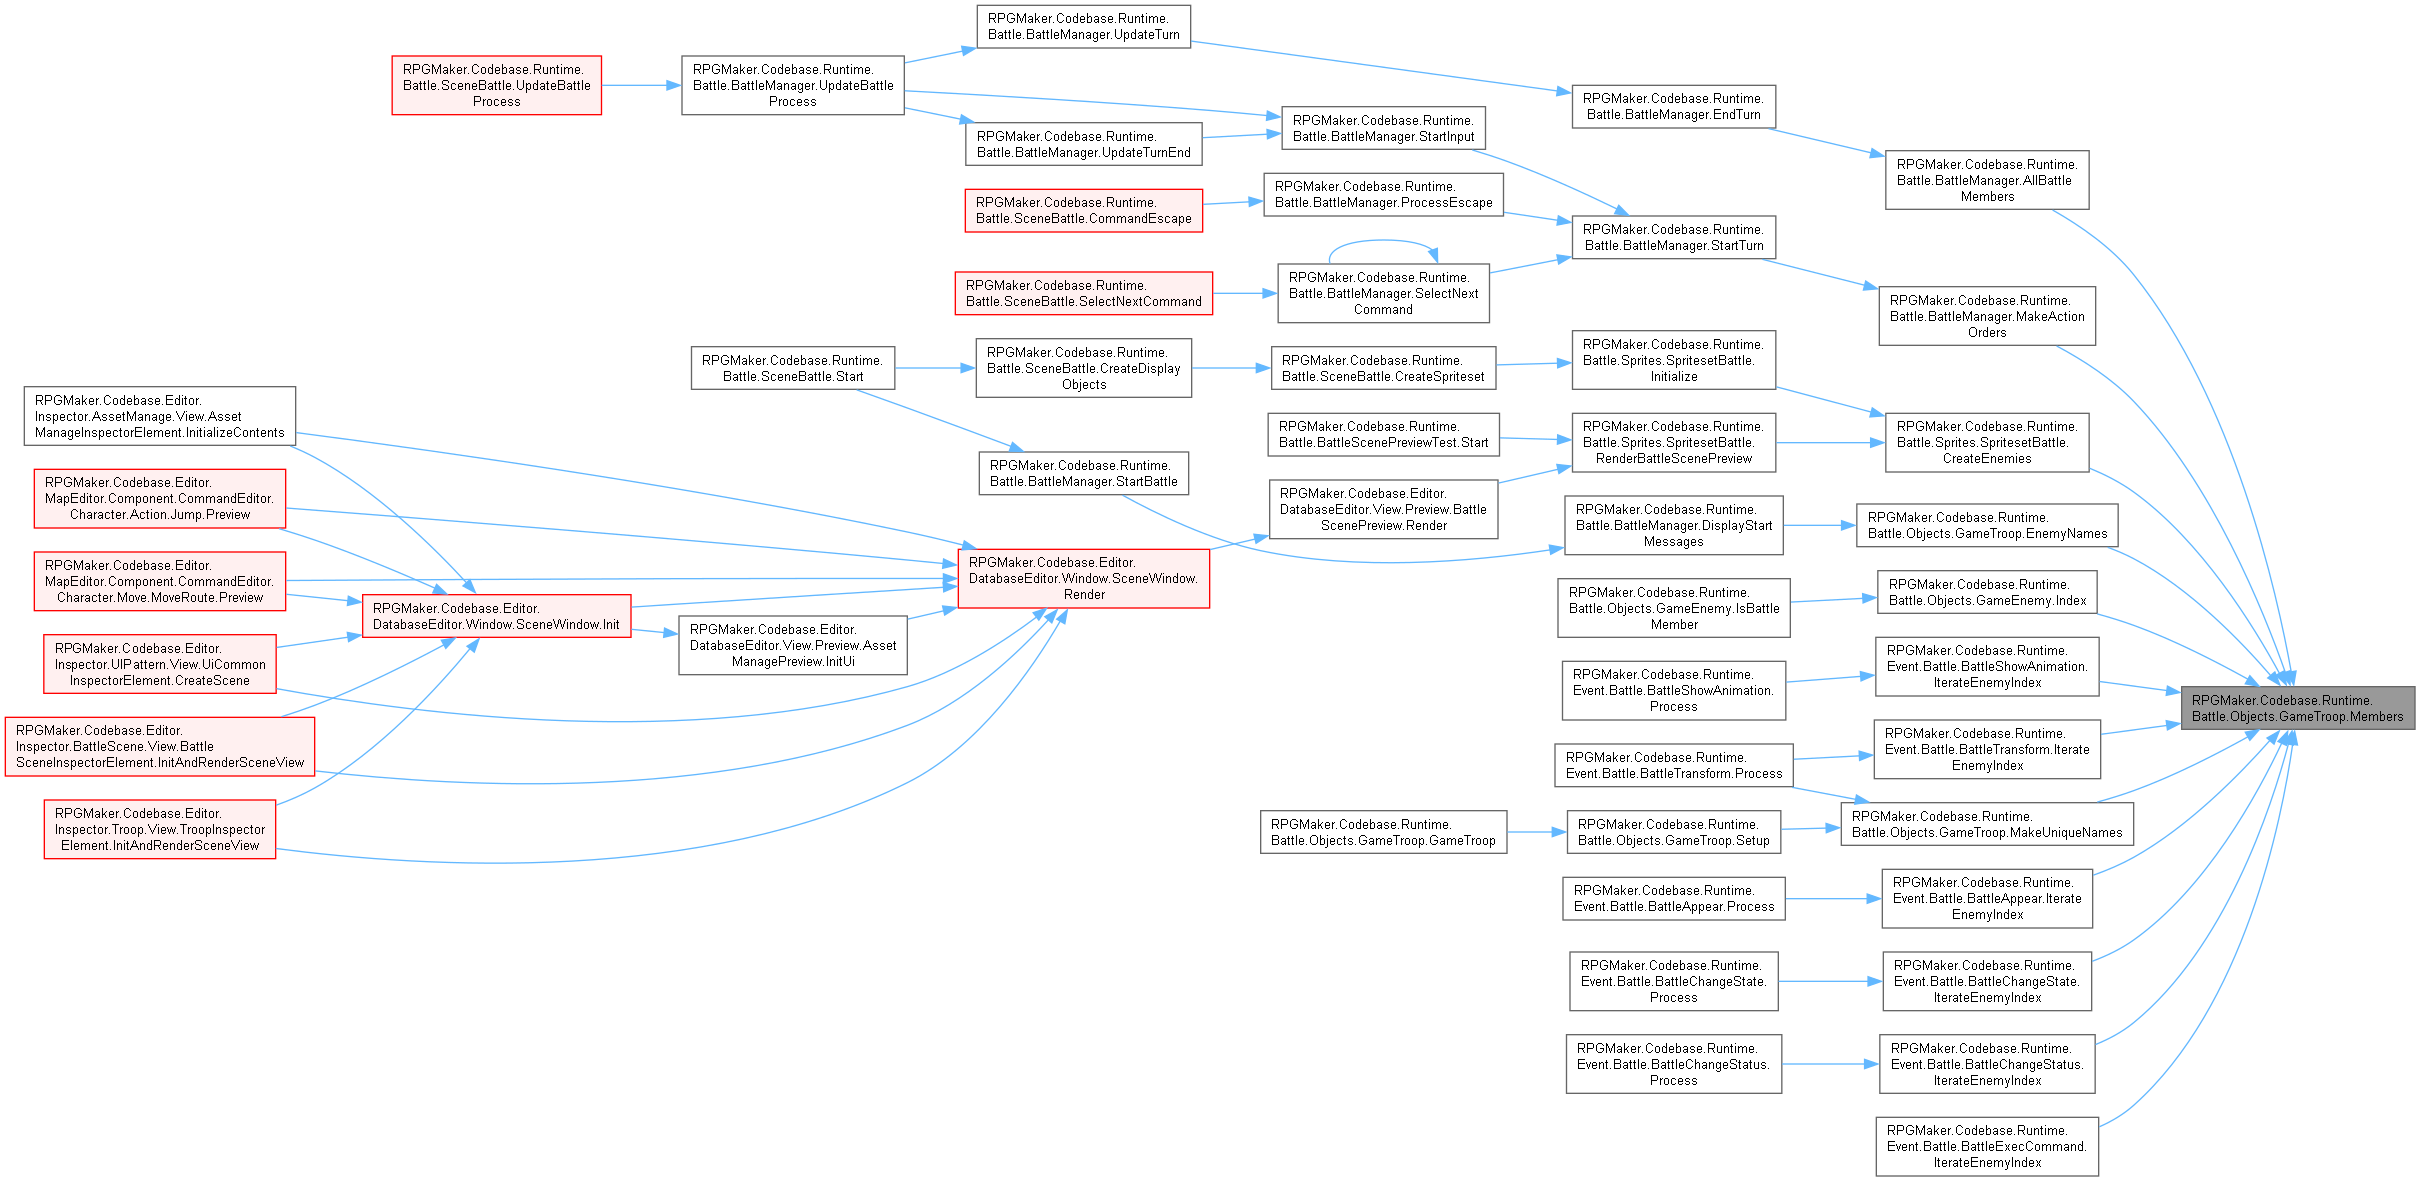 RPGMaker.Codebase.Runtime.
Battle.BattleManager.UpdateTurn
RPGMaker.Codebase.Runtime.
Battle.SceneBattle.UpdateBattle
Process
RPGMaker.Codebase.Runtime.
Battle.BattleManager.UpdateBattle
Process
RPGMaker.Codebase.Runtime.
Battle.BattleManager.EndTurn
RPGMaker.Codebase.Runtime.
Battle.BattleManager.StartInput
RPGMaker.Codebase.Runtime.
Battle.BattleManager.UpdateTurnEnd
RPGMaker.Codebase.Runtime.
Battle.BattleManager.AllBattle
Members
RPGMaker.Codebase.Runtime.
Battle.BattleManager.ProcessEscape
RPGMaker.Codebase.Runtime.
Battle.SceneBattle.CommandEscape
RPGMaker.Codebase.Runtime.
Battle.BattleManager.StartTurn
RPGMaker.Codebase.Runtime.
Battle.BattleManager.SelectNext
Command
RPGMaker.Codebase.Runtime.
Battle.SceneBattle.SelectNextCommand
RPGMaker.Codebase.Runtime.
Battle.BattleManager.MakeAction
Orders
RPGMaker.Codebase.Runtime.
Battle.Sprites.SpritesetBattle.
Initialize
RPGMaker.Codebase.Runtime.
Battle.SceneBattle.CreateSpriteset
RPGMaker.Codebase.Runtime.
Battle.SceneBattle.CreateDisplay
Objects
RPGMaker.Codebase.Runtime.
Battle.SceneBattle.Start
RPGMaker.Codebase.Editor.
Inspector.AssetManage.View.Asset
ManageInspectorElement.InitializeContents
RPGMaker.Codebase.Runtime.
Battle.BattleScenePreviewTest.Start
RPGMaker.Codebase.Runtime.
Battle.Sprites.SpritesetBattle.
RenderBattleScenePreview
RPGMaker.Codebase.Runtime.
Battle.Sprites.SpritesetBattle.
CreateEnemies
RPGMaker.Codebase.Runtime.
Battle.BattleManager.StartBattle
RPGMaker.Codebase.Editor.
MapEditor.Component.CommandEditor.
Character.Action.Jump.Preview
RPGMaker.Codebase.Editor.
DatabaseEditor.View.Preview.Battle
ScenePreview.Render
RPGMaker.Codebase.Runtime.
Battle.BattleManager.DisplayStart
Messages
RPGMaker.Codebase.Runtime.
Battle.Objects.GameTroop.EnemyNames
RPGMaker.Codebase.Editor.
MapEditor.Component.CommandEditor.
Character.Move.MoveRoute.Preview
RPGMaker.Codebase.Editor.
DatabaseEditor.Window.SceneWindow.
Render
RPGMaker.Codebase.Runtime.
Battle.Objects.GameEnemy.IsBattle
Member
RPGMaker.Codebase.Runtime.
Battle.Objects.GameEnemy.Index
RPGMaker.Codebase.Editor.
DatabaseEditor.Window.SceneWindow.Init
RPGMaker.Codebase.Editor.
DatabaseEditor.View.Preview.Asset
ManagePreview.InitUi
RPGMaker.Codebase.Editor.
Inspector.UIPattern.View.UiCommon
InspectorElement.CreateScene
RPGMaker.Codebase.Runtime.
Event.Battle.BattleShowAnimation.
Process
RPGMaker.Codebase.Runtime.
Event.Battle.BattleShowAnimation.
IterateEnemyIndex
RPGMaker.Codebase.Runtime.
Battle.Objects.GameTroop.Members
RPGMaker.Codebase.Editor.
Inspector.BattleScene.View.Battle
SceneInspectorElement.InitAndRenderSceneView
RPGMaker.Codebase.Runtime.
Event.Battle.BattleTransform.Process
RPGMaker.Codebase.Runtime.
Event.Battle.BattleTransform.Iterate
EnemyIndex
RPGMaker.Codebase.Editor.
Inspector.Troop.View.TroopInspector
Element.InitAndRenderSceneView
RPGMaker.Codebase.Runtime.
Battle.Objects.GameTroop.GameTroop
RPGMaker.Codebase.Runtime.
Battle.Objects.GameTroop.Setup
RPGMaker.Codebase.Runtime.
Battle.Objects.GameTroop.MakeUniqueNames
RPGMaker.Codebase.Runtime.
Event.Battle.BattleAppear.Process
RPGMaker.Codebase.Runtime.
Event.Battle.BattleAppear.Iterate
EnemyIndex
RPGMaker.Codebase.Runtime.
Event.Battle.BattleChangeState.
Process
RPGMaker.Codebase.Runtime.
Event.Battle.BattleChangeState.
IterateEnemyIndex
RPGMaker.Codebase.Runtime.
Event.Battle.BattleChangeStatus.
Process
RPGMaker.Codebase.Runtime.
Event.Battle.BattleChangeStatus.
IterateEnemyIndex
RPGMaker.Codebase.Runtime.
Event.Battle.BattleExecCommand.
IterateEnemyIndex